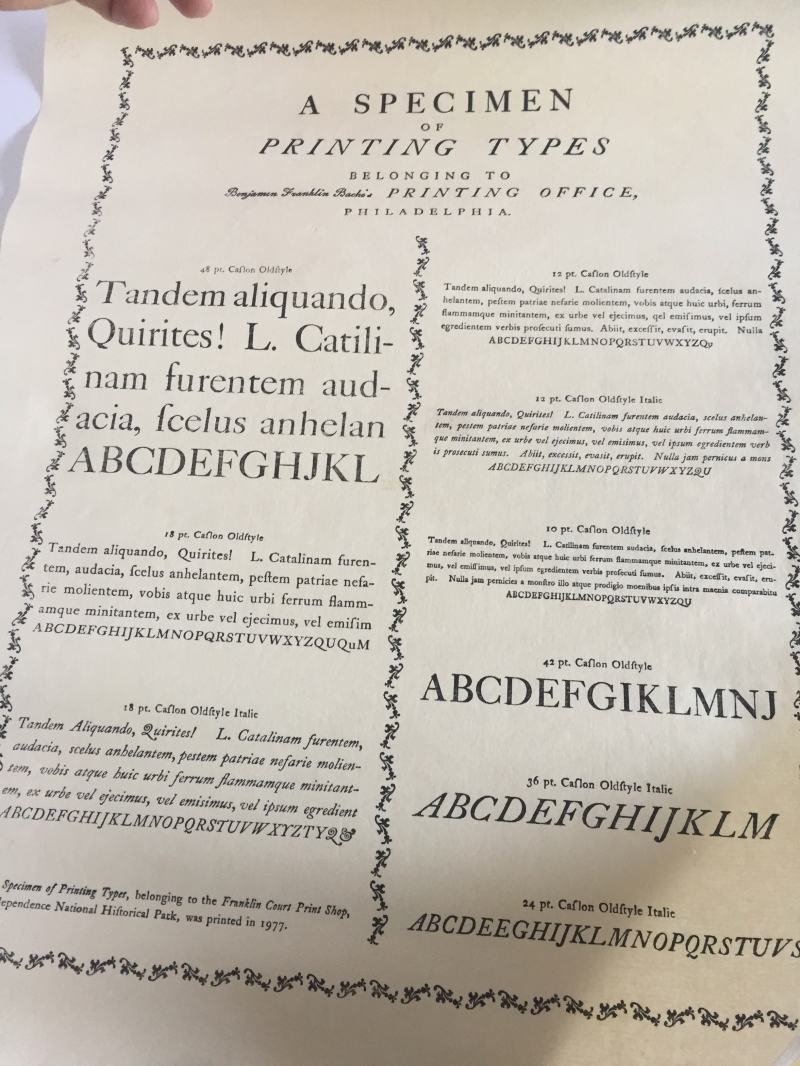 A SPECIMEN
OF
PRINTING TYPES
BELONGING TO
Benjamin Franklin Bache's PRINTING OFFICE,
PHILADELPHIA.
48 pt. Caſlon Oldſtyle
Tandem aliquando,
Quirites! L. Catili-
nam furentem aud-
acia, ſcelus anhelan
ABCDEFGHJKL
18 pt. Caſlon Oldſtyle
Tandem aliquando, Quirites! L. Catalinam furen-
tem, audacia, ſcelus anhelantem, peſtem patriae nefa-
rie molientem, vobis atque huic urbi ferrum flamm-
amque minitantem, ex urbe vel ejecimus, vel emiſim
ABCDEFGHIJKLMNOPQRSTUVWXYZQUQuM
18 pt. Caſlon Oldſtyle Italic
Tandem Aliquando, Quirites! L. Catalinam furentem,
audacia, scelus anhelantem, pestem patriae nefarie molien-
tem, vobis atque huic urbi ferrum flammamque minitant-
em, ex urbe vel ejecimus, vel emisimus, vel ipsum egredient
ABCDEFGHIJKLMNOPQRSTUVWXYZTYQ&
Specimen of Printing Types, belonging to the Franklin Court Print Shop,
ependence National Hiſtorical Park, was printed in 1977.
12 pt. Caſlon Oldſtyle
Tandem aliquando, Quirites! L. Catalinam furentem audacia, ſcelus an-
helantem, peſtem patriae nefarie molientem, vobis atque huic urbi, ferrum
flammamque minitantem, ex urbe vel ejecimus, qel emiſimus, vel ipſum
egredientem verbis proſecuti ſumus. Abiit, exceſſit, evaſit, erupit. Nulla
ABCDEFGHIJKLMNOPQRSTUVWXYZQy
12 pt. Caſlon Oldſtyle Italic
Tandem aliquando, Quirites! L. Catilinam furentem audacia, scelus anhelan-
tem, pestem patriae nefarie molientem, vobis atque huic urbi ferrum flammam-
que minitantem, ex urbe vel ejecimus, vel emisimus, vel ipsum egredientem verb
is prosecuti sumus. Abiit, excessit, evasit, erupit. Nulla jam pernicus a mons
ABCDEFGHIJKLMNOPQRSTUVWXYZQU
10 pt. Caſlon Oldſtyle
Tandem aliquando, Quirites! L. Catilinam furentem audacia, ſcelus anhelantem, peſtem pat-
riae nefarie molientem, vobis atque huic urbi ferrum flammamque minitantem, ex urbe vel ejeci-
mus, vel emiſimus, vel ipſum egredientem verbis proſecuti ſumus. Abiit, exceſſit, evaſit, eru-
pit. Nulla jam pernicies a monſtro illo atque prodigio moenibus ipſis intra maenia comparabitu
ABCDEFGHIJKLMNOPQRSTUVWXYZQU
42 pt. Caſlon Oldſtyle
ABCDEFGIKLMNJ
36 pt. Caſlon Oldſtyle Italic
ABCDEFGHIJKLM
24 pt. Caſlon Oldſtyle Italic
ABCDEEGHIJKLMNOPQRSTUVS